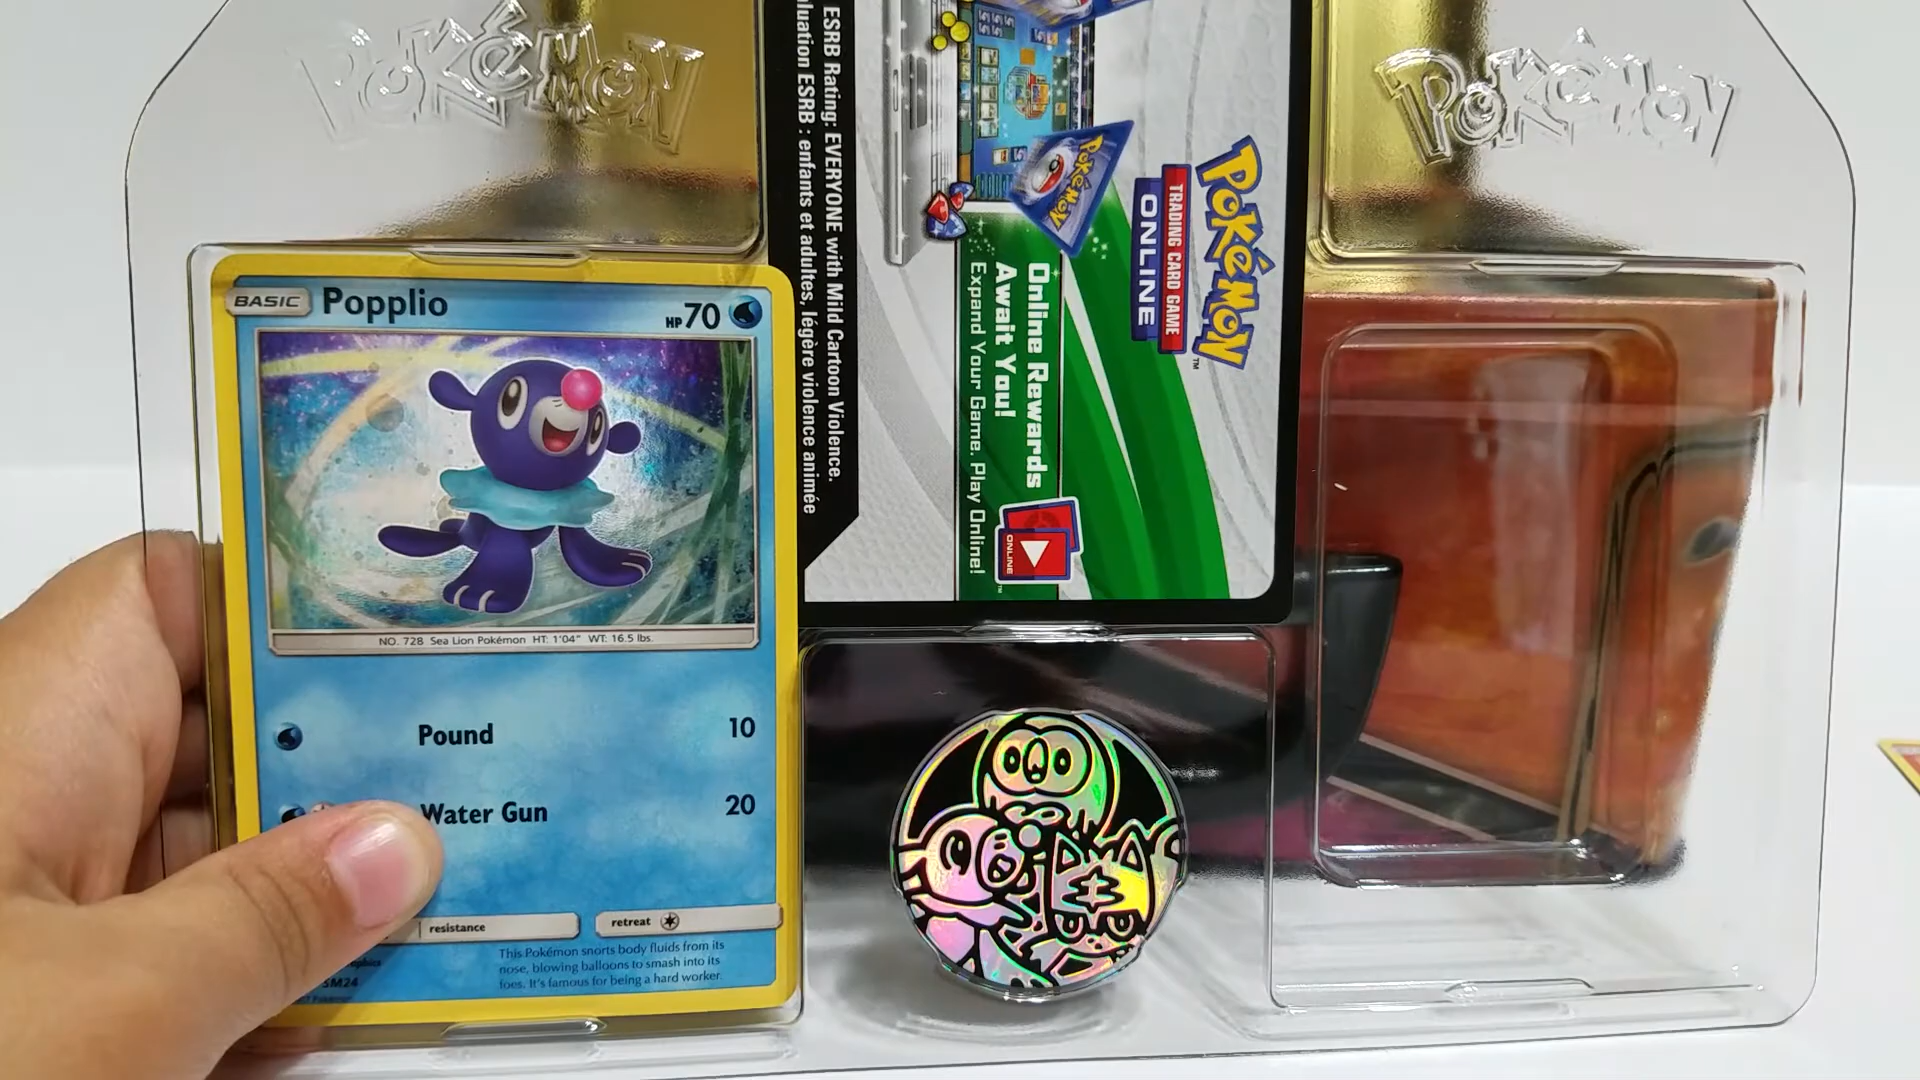 POKÉMON
POKÉMON
BASIC Popplio HP 70
NO. 728 Sea Lion Pokémon HT: 1'04" WT: 16.5 lbs.
Pound 10
Water Gun 20
resistance
retreat
This Pokémon snorts body fluids from its
nose, blowing balloons to smash into its
foes. It's famous for being a hard worker.
SM24
POKÉMON™
TRADING CARD GAME
ONLINE
POKÉMON
Online Rewards
Await You!
Expand Your Game. Play Online!
ONLINE
ESRB Rating: EVERYONE with Mild Cartoon Violence.
ESRB : enfants et adultes, légère violence animée